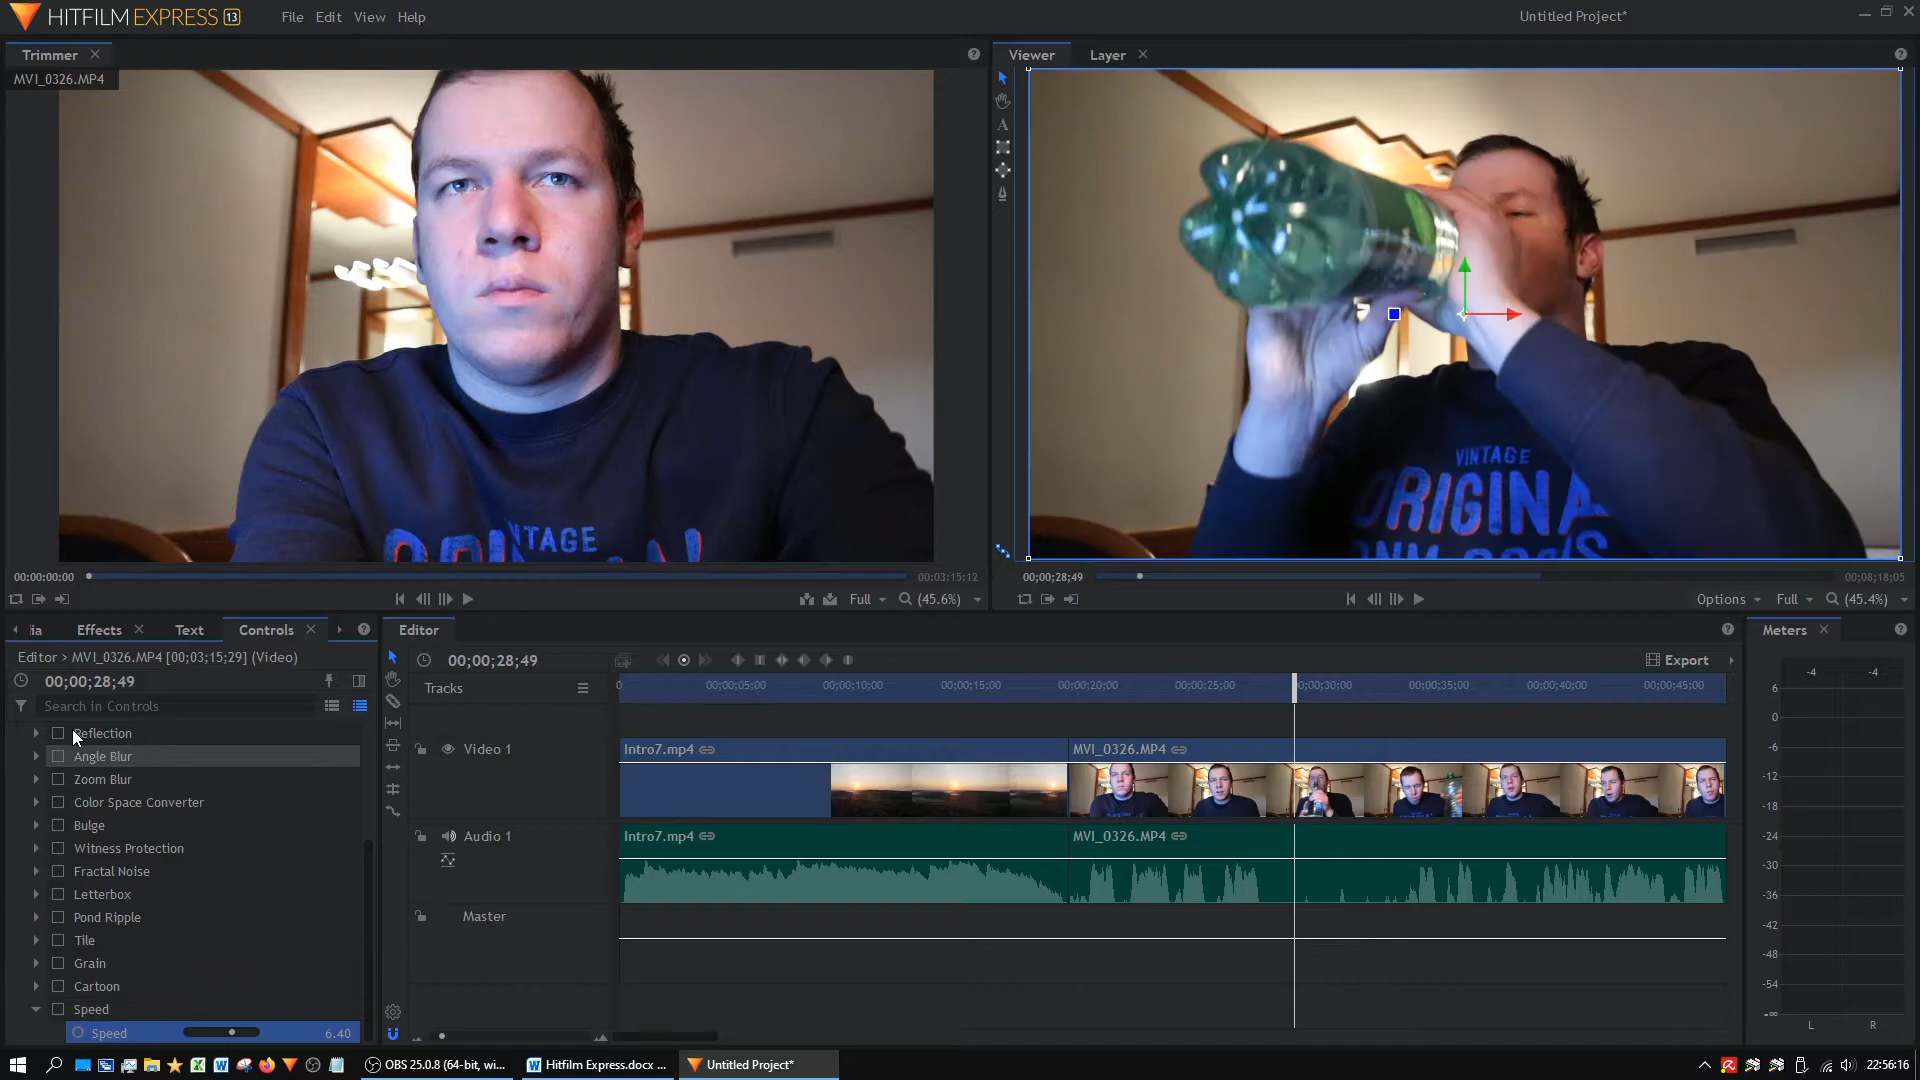 HITFILM EXPRESS 13
File Edit View Help
Untitled Project*
Trimmer
MVI_0326.MP4
Viewer
Layer
VINTAGE
VINTAGE
ORIGINA
00:00:00:00
00:03:15:12
Full
(45.6%)
00;00;28;49
00;08;18;05
Options
Full
(45.4%)
ia
Effects
Text
Controls
Editor
Meters
Editor > MVI_0326.MP4 [00;03;15;29] (Video)
00;00;28;49
Search in Controls
Reflection
Angle Blur
Zoom Blur
Color Space Converter
Bulge
Witness Protection
Fractal Noise
Letterbox
Pond Ripple
Tile
Grain
Cartoon
Speed
Speed
6.40
00;00;28;49
Export
Tracks
0
00;00;05;00
00;00;10;00
00;00;15;00
00;00;20;00
00;00;25;00
0;00;30;00
00;00;35;00
00;00;40;00
00;00;45;00
Video 1
Intro7.mp4
MVI_0326.MP4
Audio 1
Intro7.mp4
MVI_0326.MP4
Master
-4 -4
6
0
-6
-12
-18
-24
-30
-36
-42
-48
-54
-∞
L R
OBS 25.0.8 (64-bit, wi...
Hitfilm Express.docx ...
Untitled Project*
22:56:16